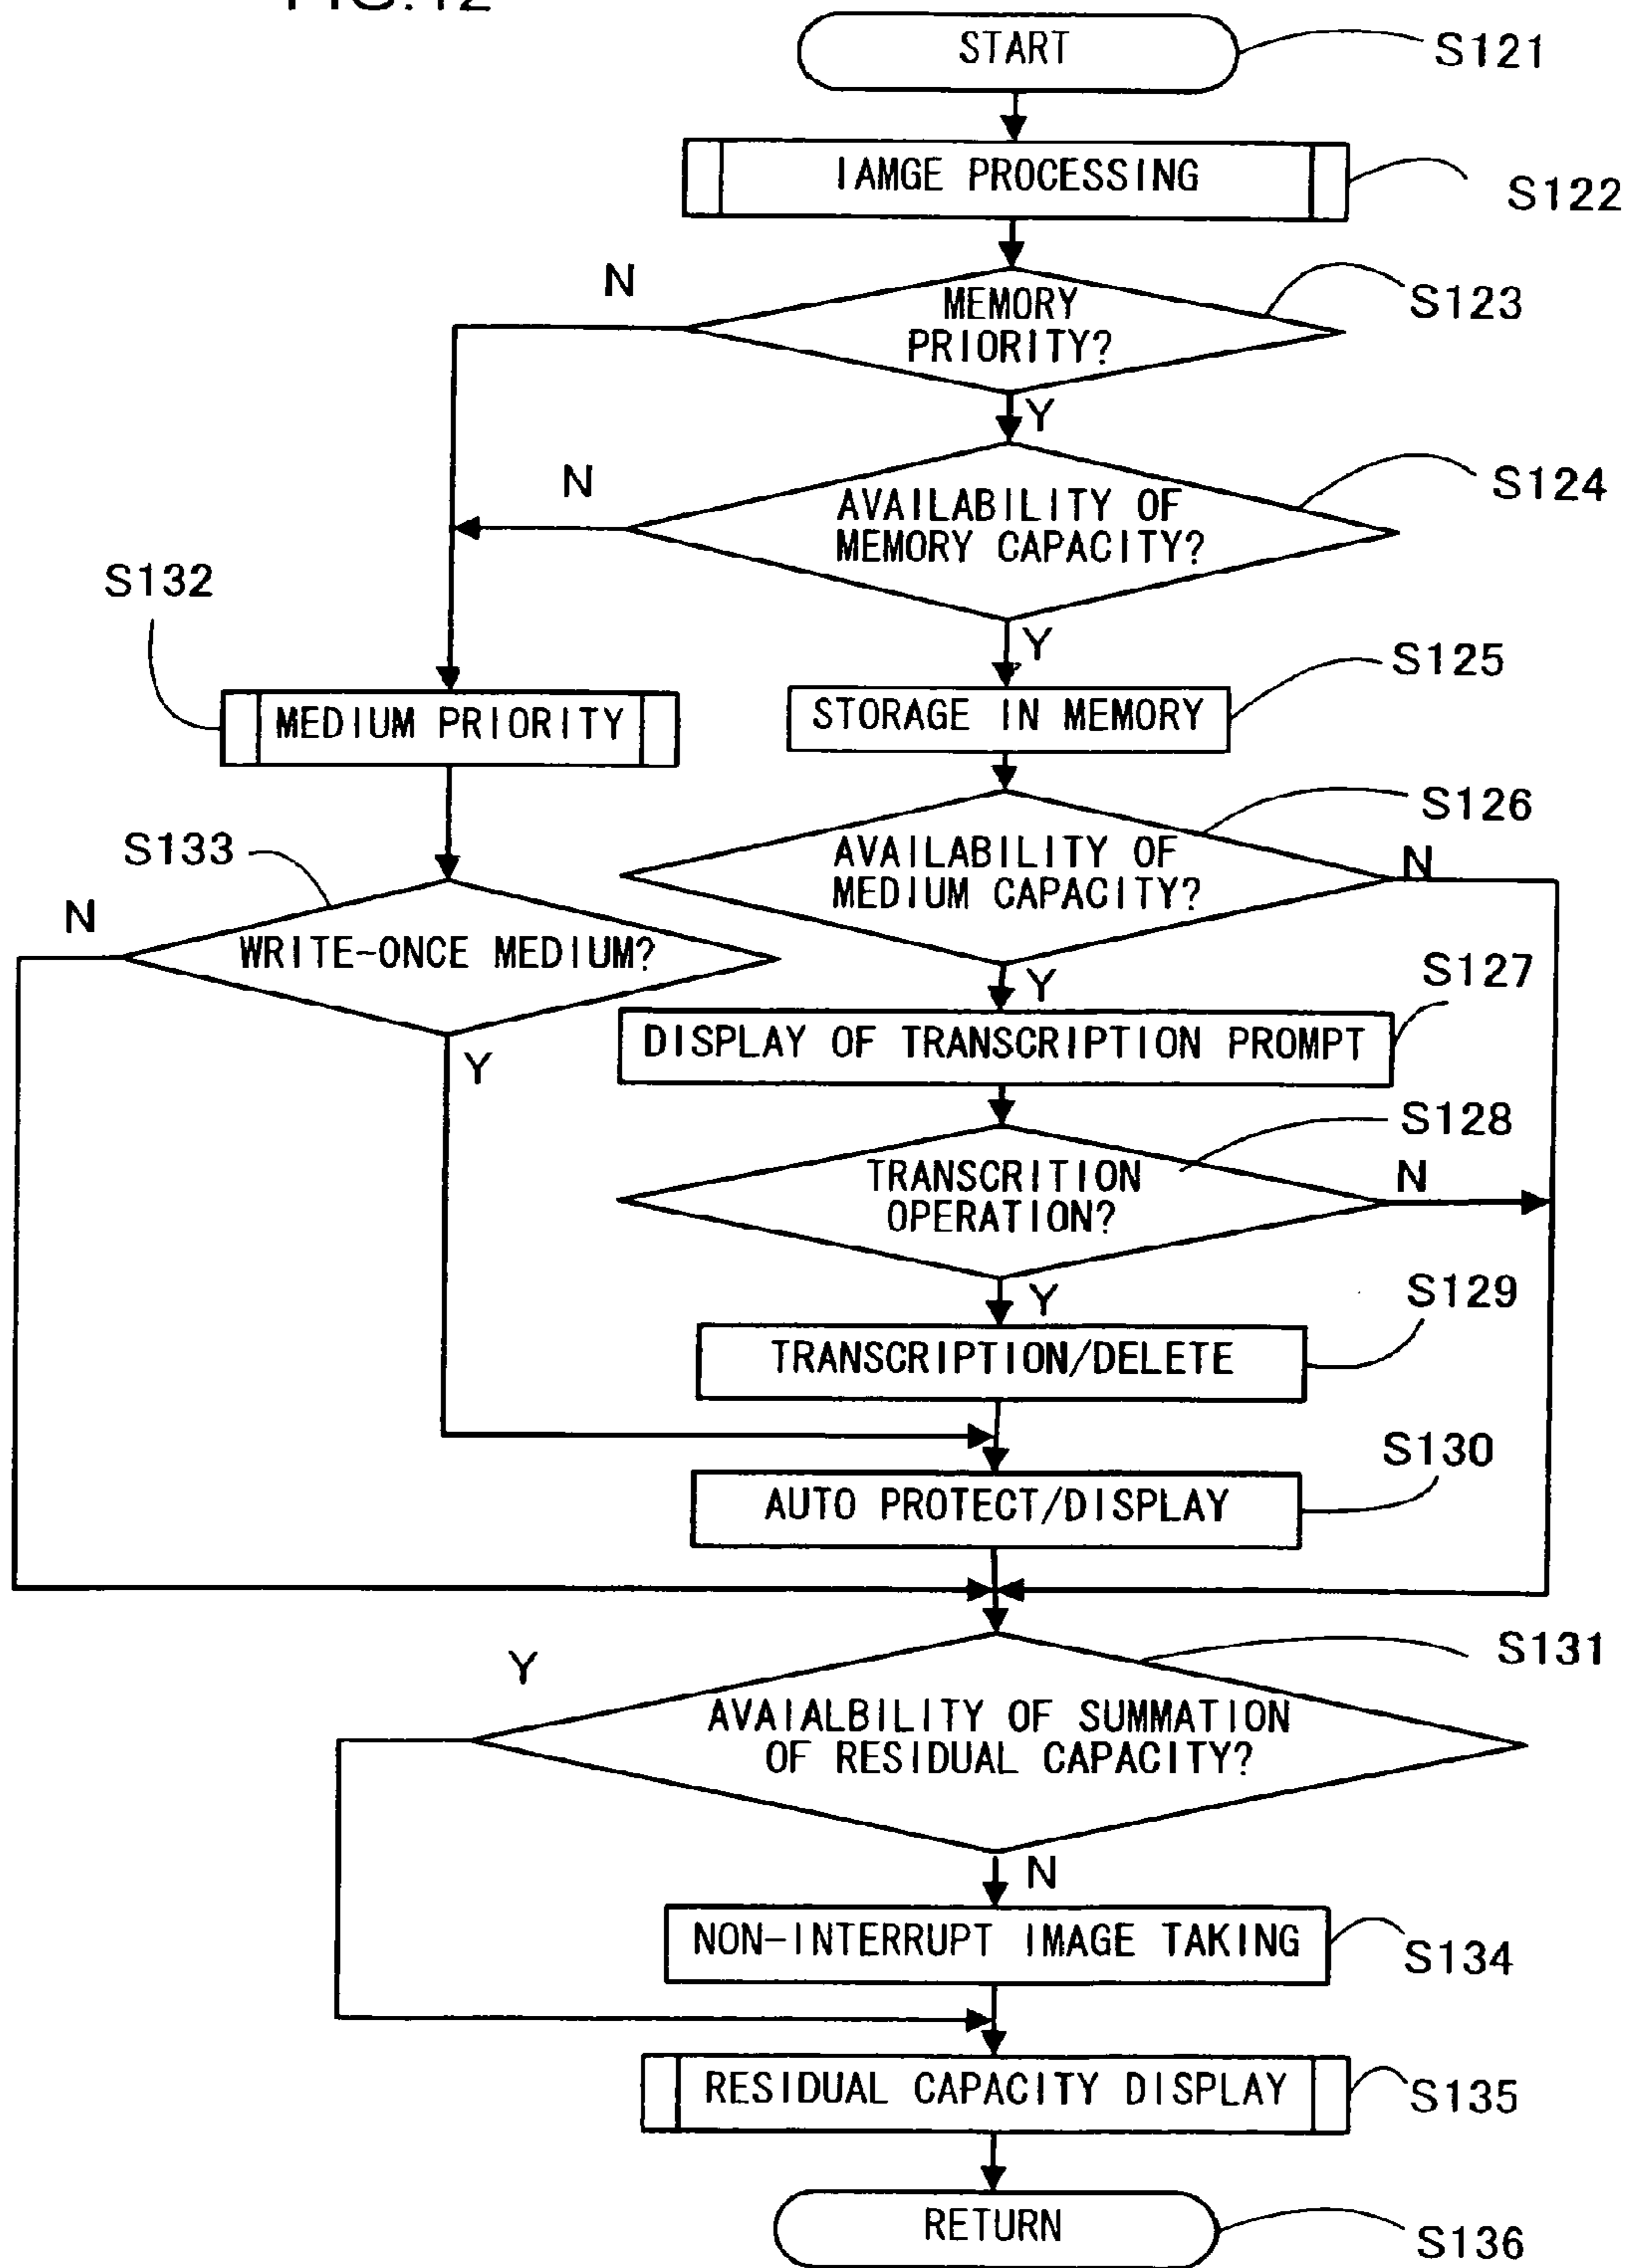 FIG.12
START
S121
IAMGE PROCESSING
S122
N
MEMORY
PRIORITY?
S123
Y
N
AVAILABILITY OF
MEMORY CAPACITY?
S124
Y
S132
MEDIUM PRIORITY
STORAGE IN MEMORY
S125
S133
N
WRITE-ONCE MEDIUM?
Y
AVAILABILITY OF
MEDIUM CAPACITY?
S126
N
Y
DISPLAY OF TRANSCRIPTION PROMPT
S127
TRANSCRITION
OPERATION?
S128
N
Y
TRANSCRIPTION/DELETE
S129
AUTO PROTECT/DISPLAY
S130
Y
AVAIALBILITY OF SUMMATION
OF RESIDUAL CAPACITY?
S131
N
NON-INTERRUPT IMAGE TAKING
S134
RESIDUAL CAPACITY DISPLAY
S135
RETURN
S136